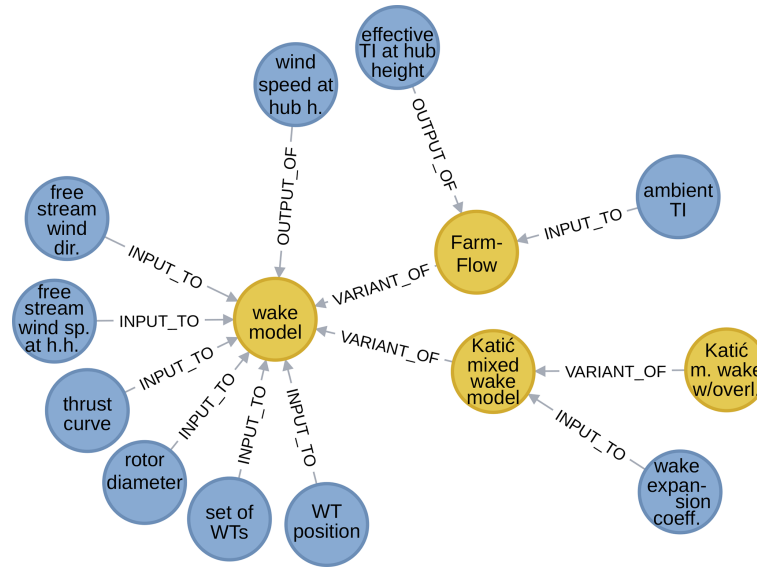 effective
TI at hub
height
wind
speed at
hub h.
OUTPUT_OF
OUTPUT_OF
ambient
TI
INPUT_TO
free
stream
wind
dir.
INPUT_TO
Farm-
Flow
VARIANT_OF
free
stream
wind sp.
at h.h.
INPUT_TO
wake
model
VARIANT_OF
Katić
mixed
wake
model
VARIANT_OF
Katić
m. wake
w/overl.
thrust
curve
INPUT_TO
rotor
diameter
INPUT_TO
set of
WTs
INPUT_TO
WT
position
INPUT_TO
INPUT_TO
wake
expan-
sion
coeff.